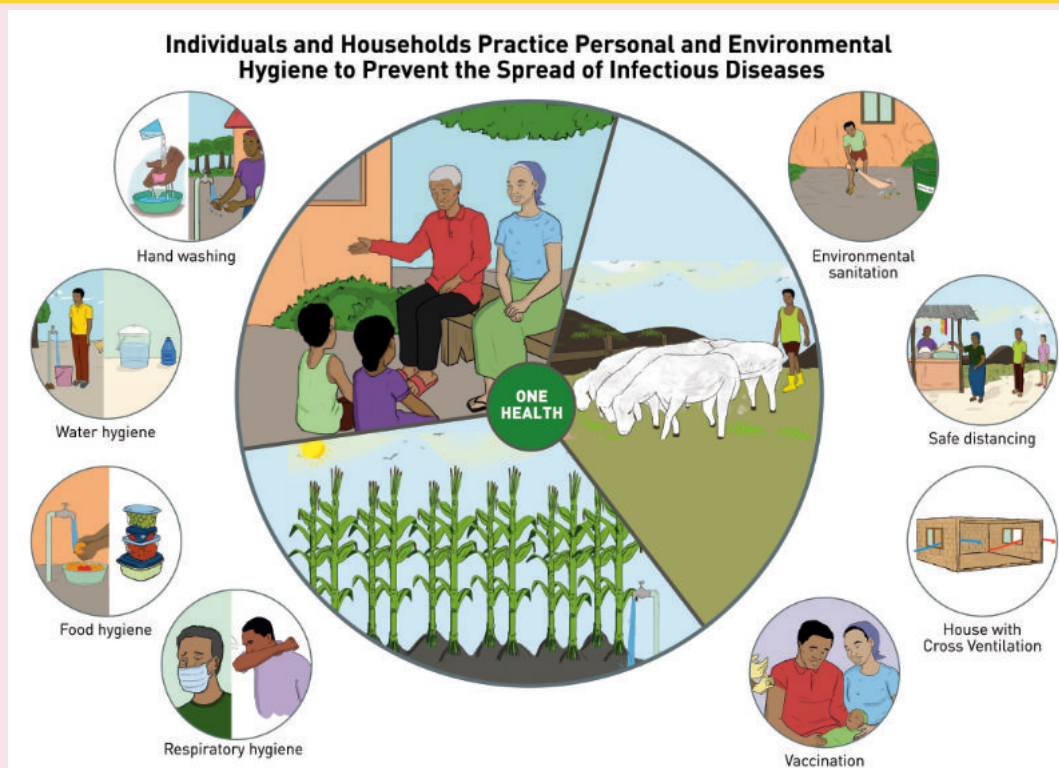 Individuals and Households Practice Personal and Environmental
Hygiene to Prevent the Spread of Infectious Diseases
Hand washing
Water hygiene
Food hygiene
Respiratory hygiene
ONE
HEALTH
Environmental
sanitation
Safe distancing
House with
Cross Ventilation
Vaccination